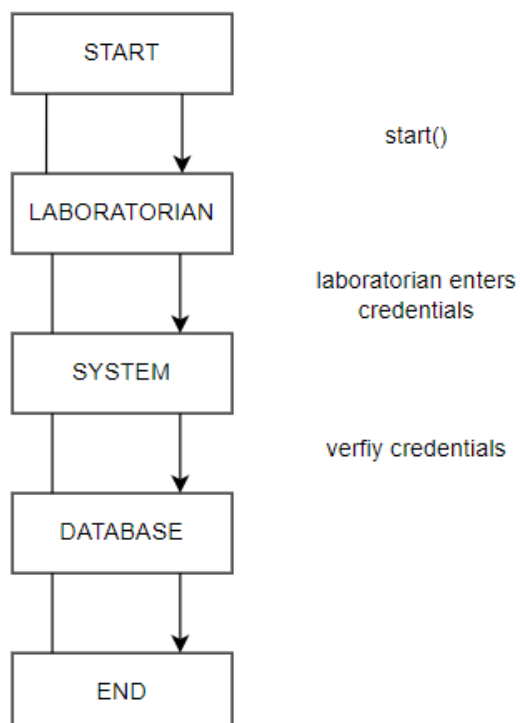 START
start()
LABORATORIAN
laboratorian enters
credentials
SYSTEM
verfiy credentials
DATABASE
END